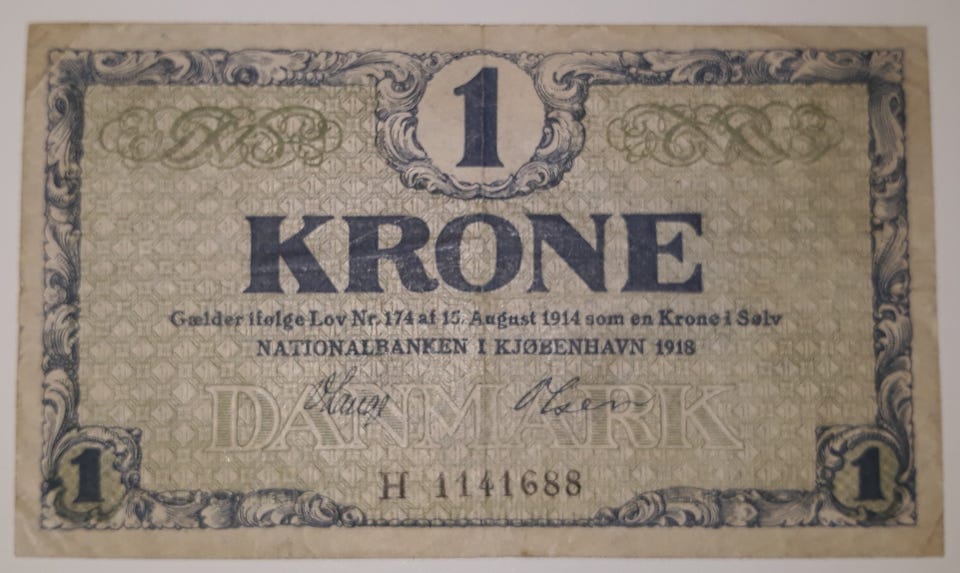 1
KRONE
Gælder ifølge Lov Nr. 174 af 15. August 1914 som en Krone i Sølv
NATIONALBANKEN I KJØBENHAVN 1918
DANMARK
H 1141688
1 1